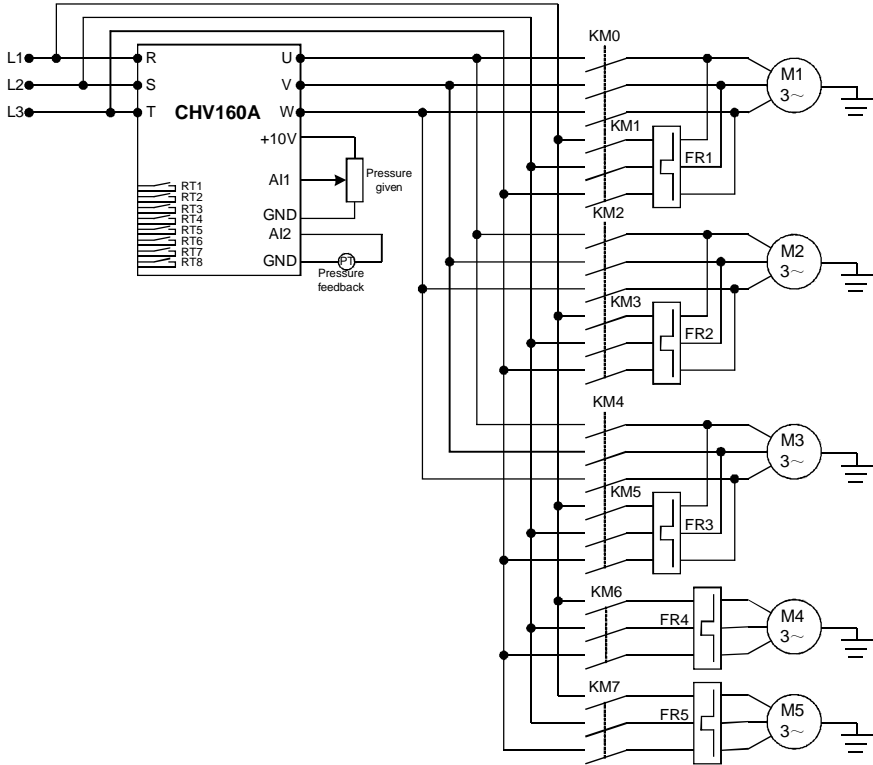 KM0
L1
R
U
M1
3～
L2
S
V
L3
T
CHV160A
W
KM1
+10V
FR1
AI1
Pressure
given
RT1
RT2
RT3
RT4
RT5
RT6
RT7
RT8
GND
AI2
GND
PT
Pressure
feedback
KM2
M2
3～
KM3
FR2
KM4
M3
3～
KM5
FR3
KM6
FR4
M4
3～
KM7
FR5
M5
3～